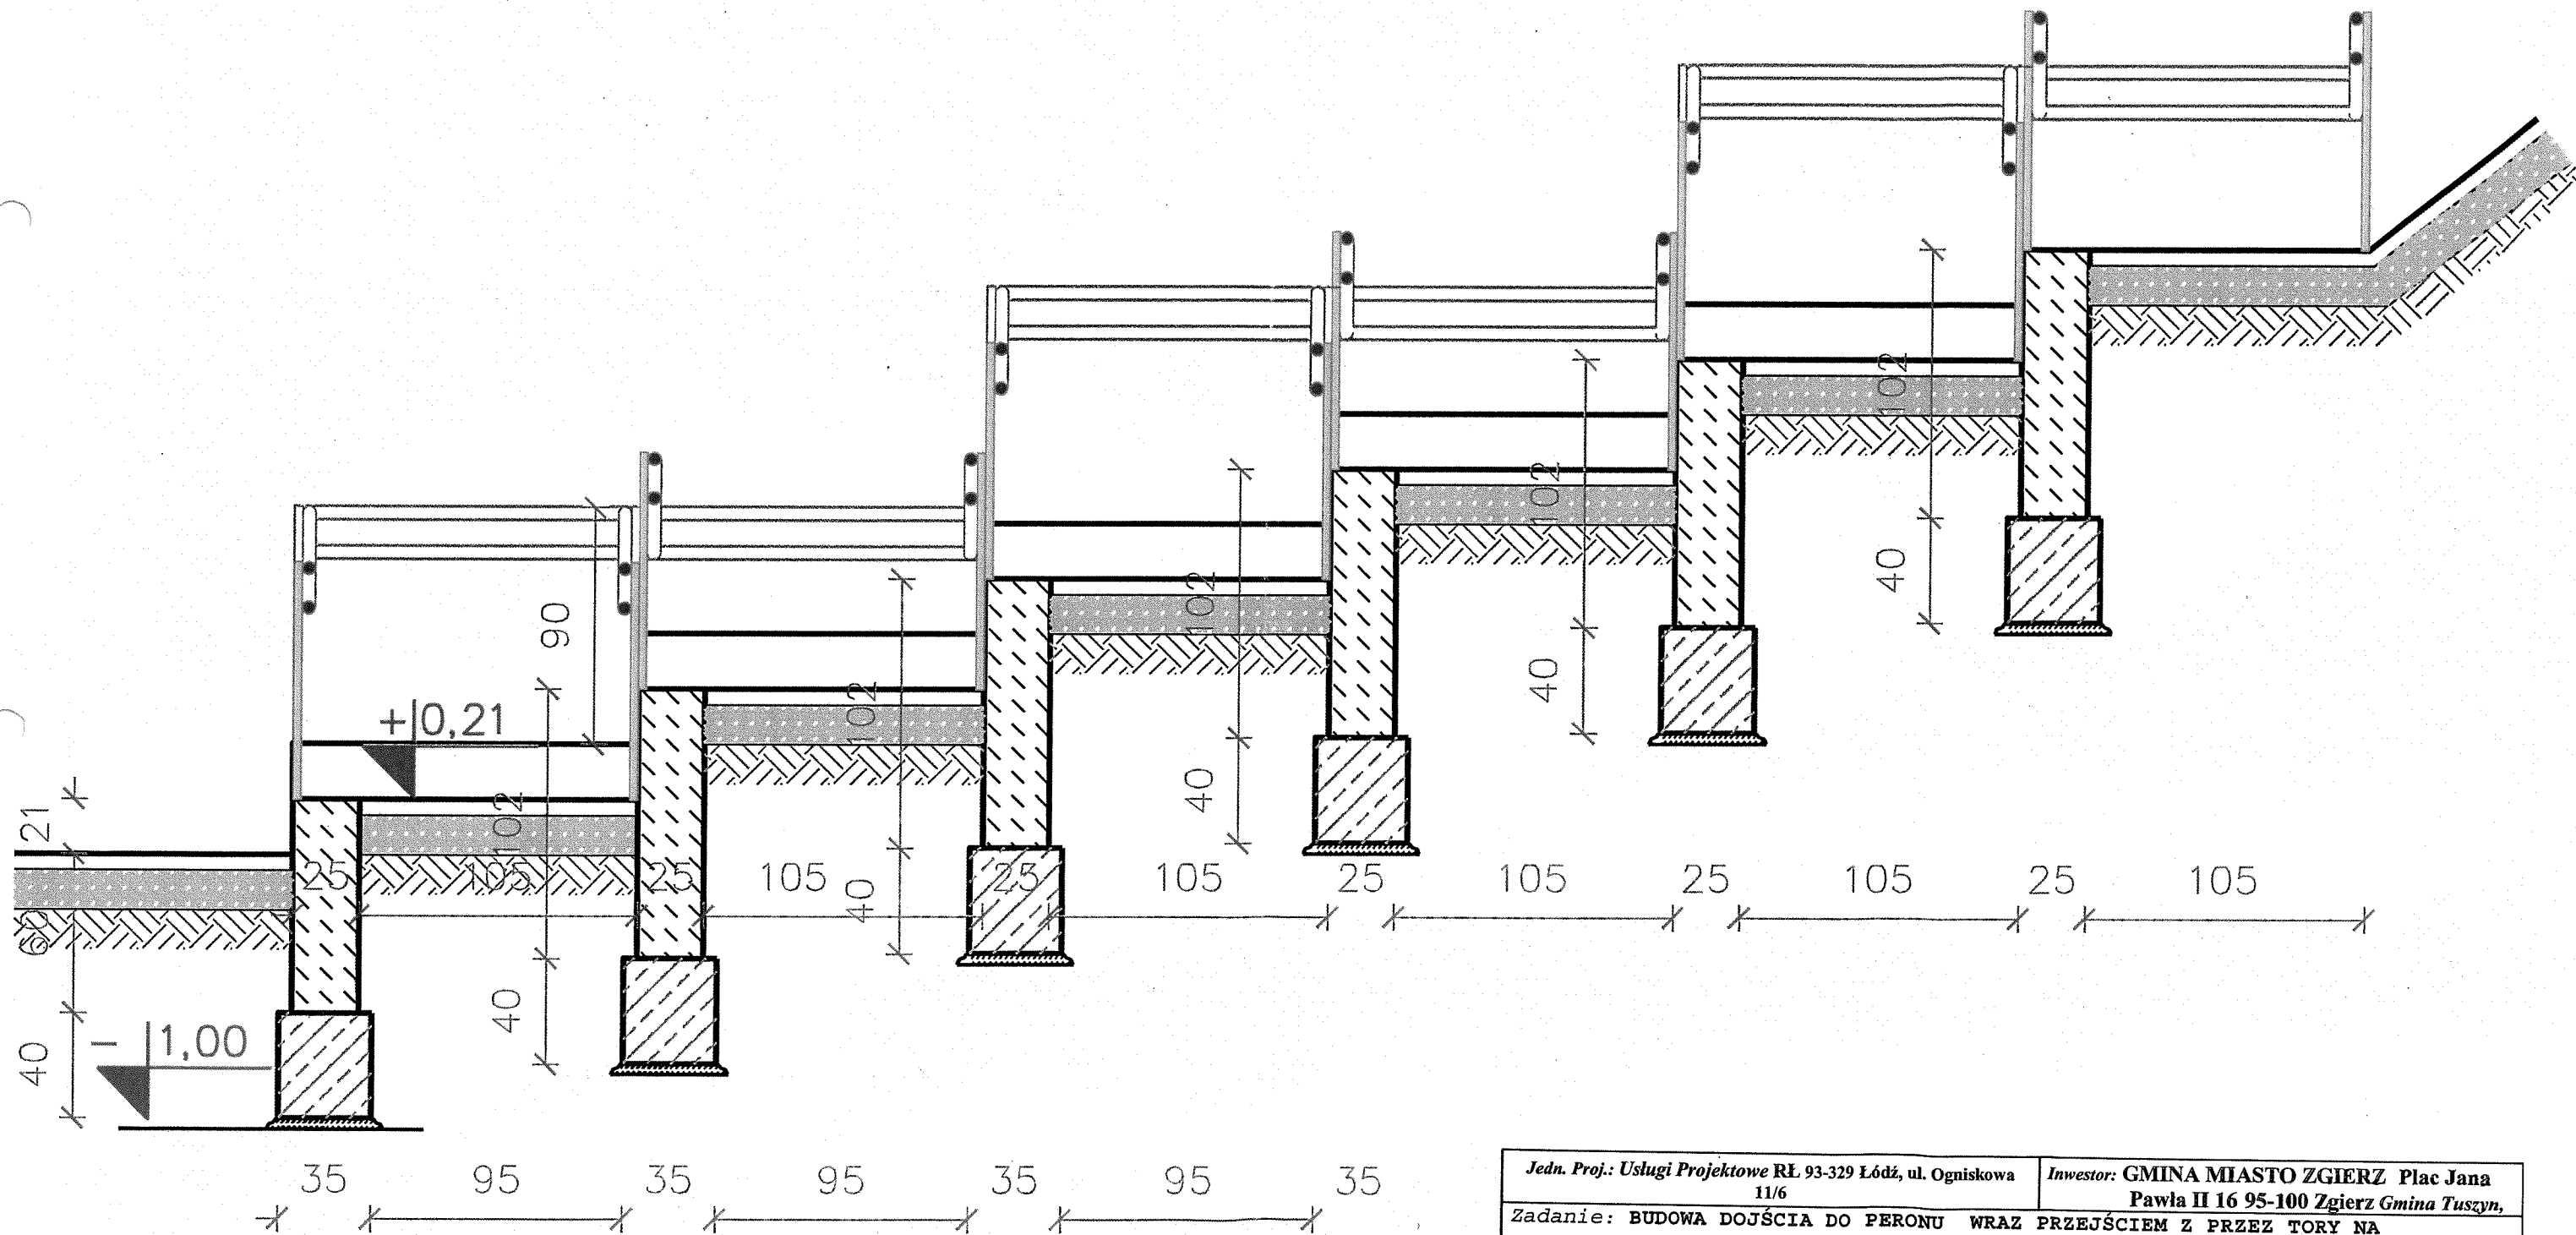 90
+0,21
21
60
40
- 1,00
102
40
102
40
102
40
102
40
102
40
25 105 25 105 25 105 25 105 25 105 25 105
35 95 35 95 35 95 35
Jedn. Proj.: Usługi Projektowe RŁ 93-329 Łódź, ul. Ogniskowa
11/6
Inwestor: GMINA MIASTO ZGIERZ Plac Jana
Pawła II 16 95-100 Zgierz Gmina Tuszyn,
Zadanie: BUDOWA DOJŚCIA DO PERONU WRAZ PRZEJŚCIEM Z PRZEZ TORY NA